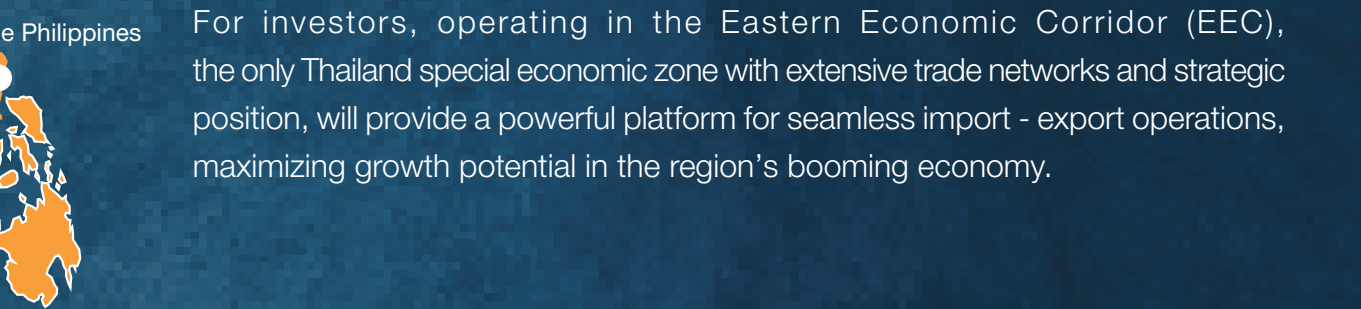 e Philippines
For investors, operating in the Eastern Economic Corridor (EEC),
the only Thailand special economic zone with extensive trade networks and strategic
position, will provide a powerful platform for seamless import - export operations,
maximizing growth potential in the region's booming economy.